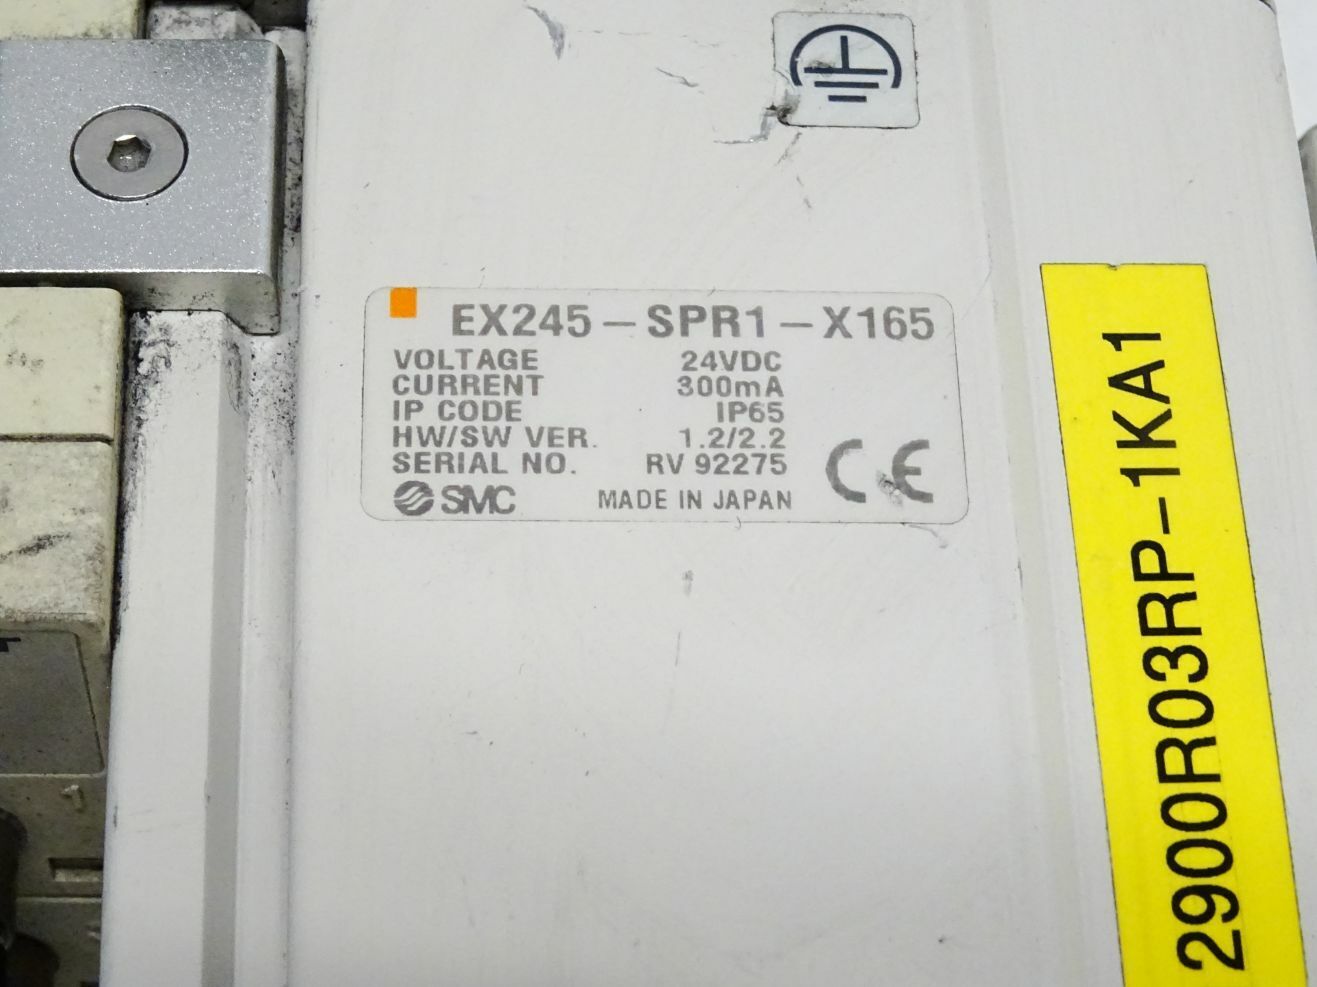 EX245-SPR1-X165
VOLTAGE 24VDC
CURRENT 300mA
IP CODE IP65
HW/SW VER. 1.2/2.2
SERIAL NO. RV 92275
SMC MADE IN JAPAN CE
2900R03RP-1KA1